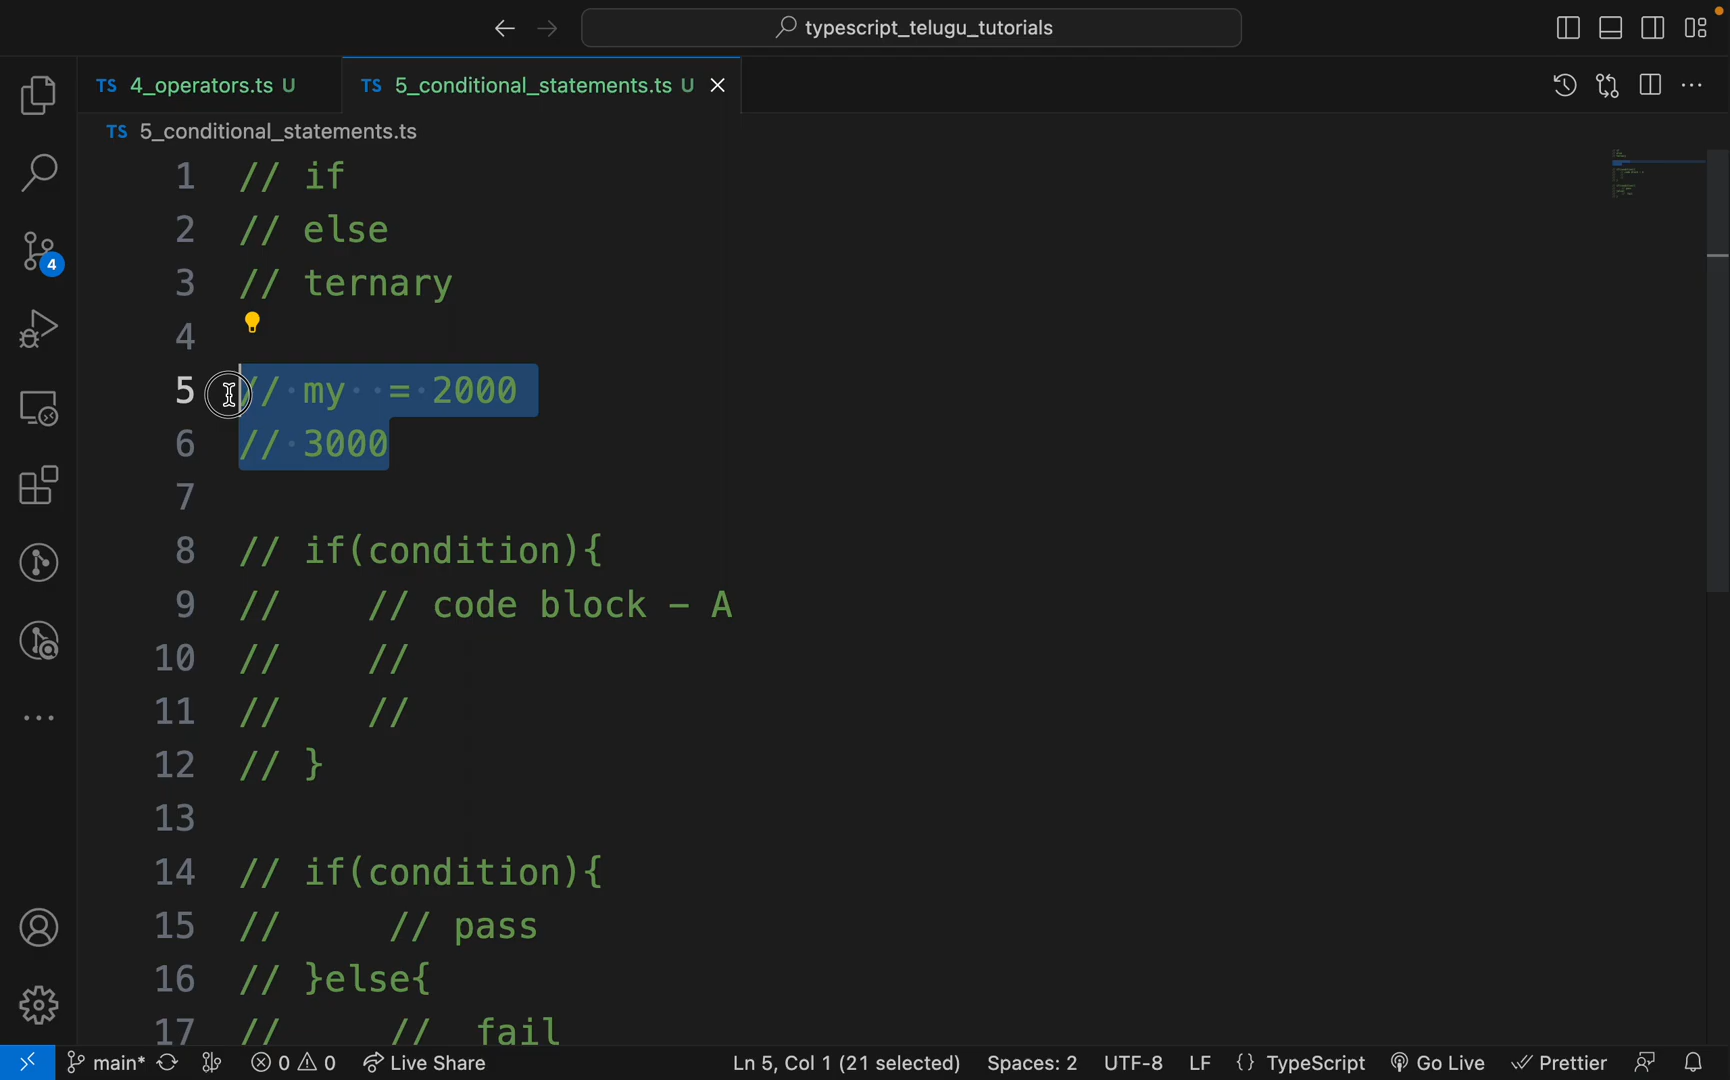 typescript_telugu_tutorials
TS 4_operators.ts U
TS 5_conditional_statements.ts U
TS 5_conditional_statements.ts
1 // if
2 // else
3 // ternary
4
5 // my  = 2000
6 // 3000
7
8 // if(condition){
9 //    // code block - A
10 //    //
11 //    //
12 // }
13
14 // if(condition){
15 //     // pass
16 // }else{
17 //     //  fail
4
main* 0 0 Live Share Ln 5, Col 1 (21 selected) Spaces: 2 UTF-8 LF {} TypeScript Go Live Prettier